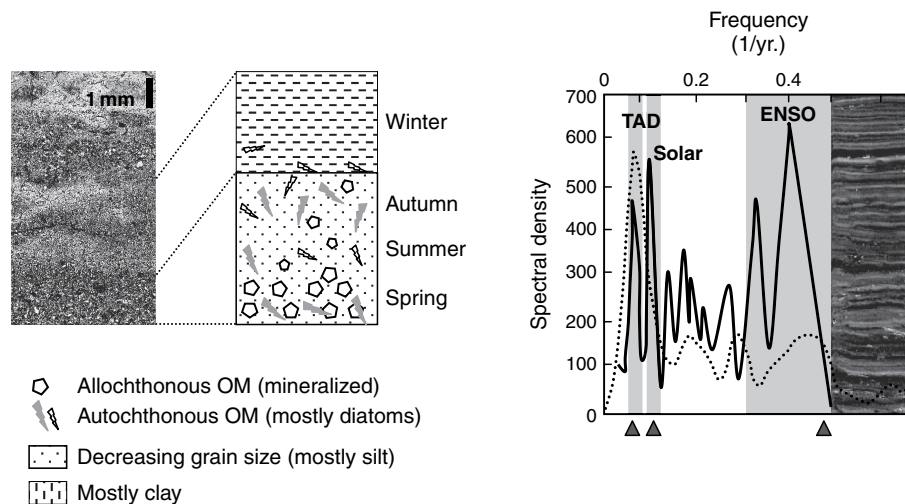 1 mm
Winter
Autumn
Summer
Spring
Allochthonous OM (mineralized)
Autochthonous OM (mostly diatoms)
Decreasing grain size (mostly silt)
Mostly clay
Frequency
(1/yr.)
0 0.2 0.4
700
600
500
400
300
200
100
0
Spectral density
TAD
Solar
ENSO